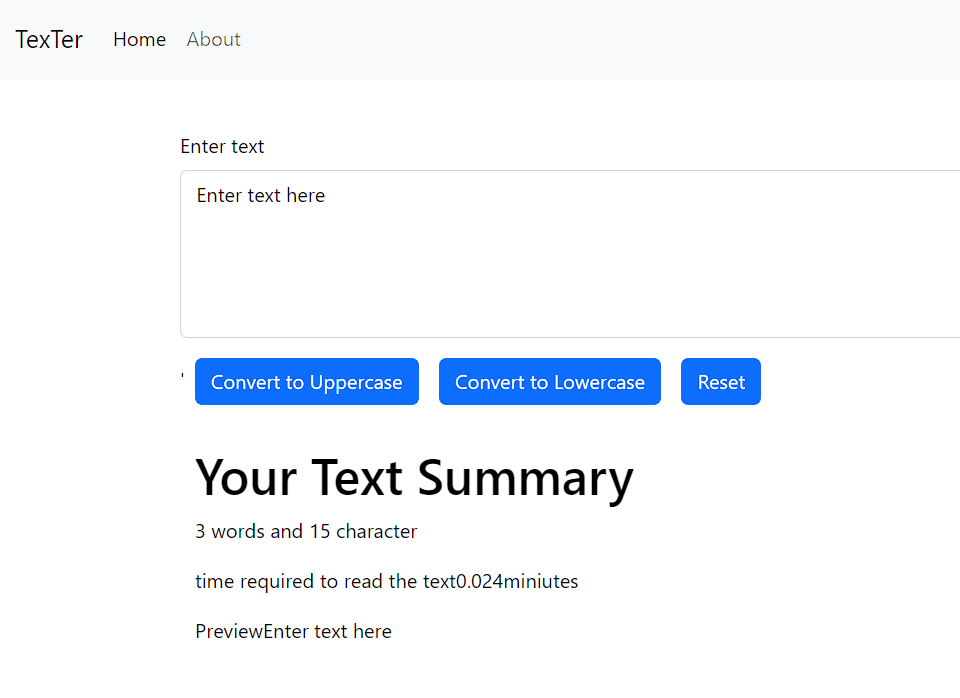 TexTer Home About
Enter text
Enter text here
' Convert to Uppercase Convert to Lowercase Reset
Your Text Summary
3 words and 15 character
time required to read the text0.024miniutes
PreviewEnter text here